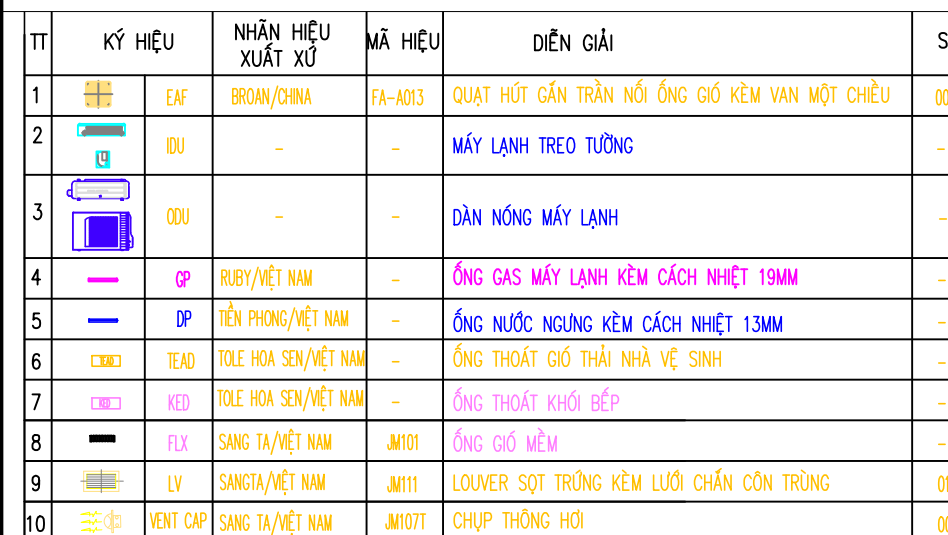 TT KÝ HIỆU NHÃN HIỆU XUẤT XỨ MÃ HIỆU DIỄN GIẢI S
1 EAF BROAN/CHINA FA-A013 QUẠT HÚT GẮN TRẦN NỐI ỐNG GIÓ KÈM VAN MỘT CHIỀU 00
2 IDU - - MÁY LẠNH TREO TƯỜNG -
3 ODU - - DÀN NÓNG MÁY LẠNH -
4 GP RUBY/VIỆT NAM - ỐNG GAS MÁY LẠNH KÈM CÁCH NHIỆT 19MM -
5 DP TIỀN PHONG/VIỆT NAM - ỐNG NƯỚC NGƯNG KÈM CÁCH NHIỆT 13MM -
6 TEAD TEAD TOLE HOA SEN/VIỆT NAM - ỐNG THOÁT GIÓ THẢI NHÀ VỆ SINH -
7 KED KED TOLE HOA SEN/VIỆT NAM - ỐNG THOÁT KHÓI BẾP -
8 FLX SANG TA/VIỆT NAM JM101 ỐNG GIÓ MỀM -
9 LV SANGTA/VIỆT NAM JM111 LOUVER SỌT TRỨNG KÈM LƯỚI CHẮN CÔN TRÙNG 01
10 VENT CAP SANG TA/VIỆT NAM JM107T CHỤP THÔNG HƠI 00